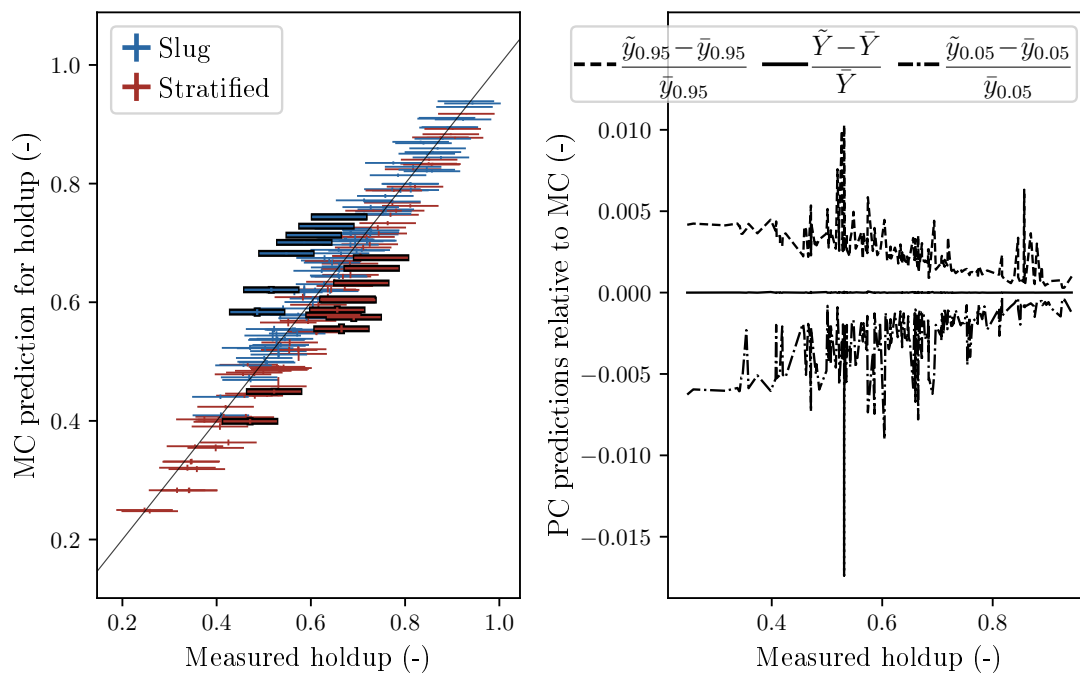 Slug
Stratified
1.0
0.8
0.6
0.4
0.2
MC prediction for holdup (-)
0.2 0.4 0.6 0.8 1.0
Measured holdup (-)
ỹ0.95−ȳ0.95 / ȳ0.95
Ỹ−Ȳ / Ȳ
ỹ0.05−ȳ0.05 / ȳ0.05
0.010
0.005
0.000
−0.005
−0.010
−0.015
PC predictions relative to MC (-)
0.4 0.6 0.8
Measured holdup (-)